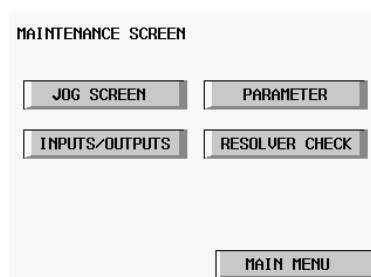 MAINTENANCE SCREEN
JOG SCREEN
PARAMETER
INPUTS/OUTPUTS
RESOLVER CHECK
MAIN MENU